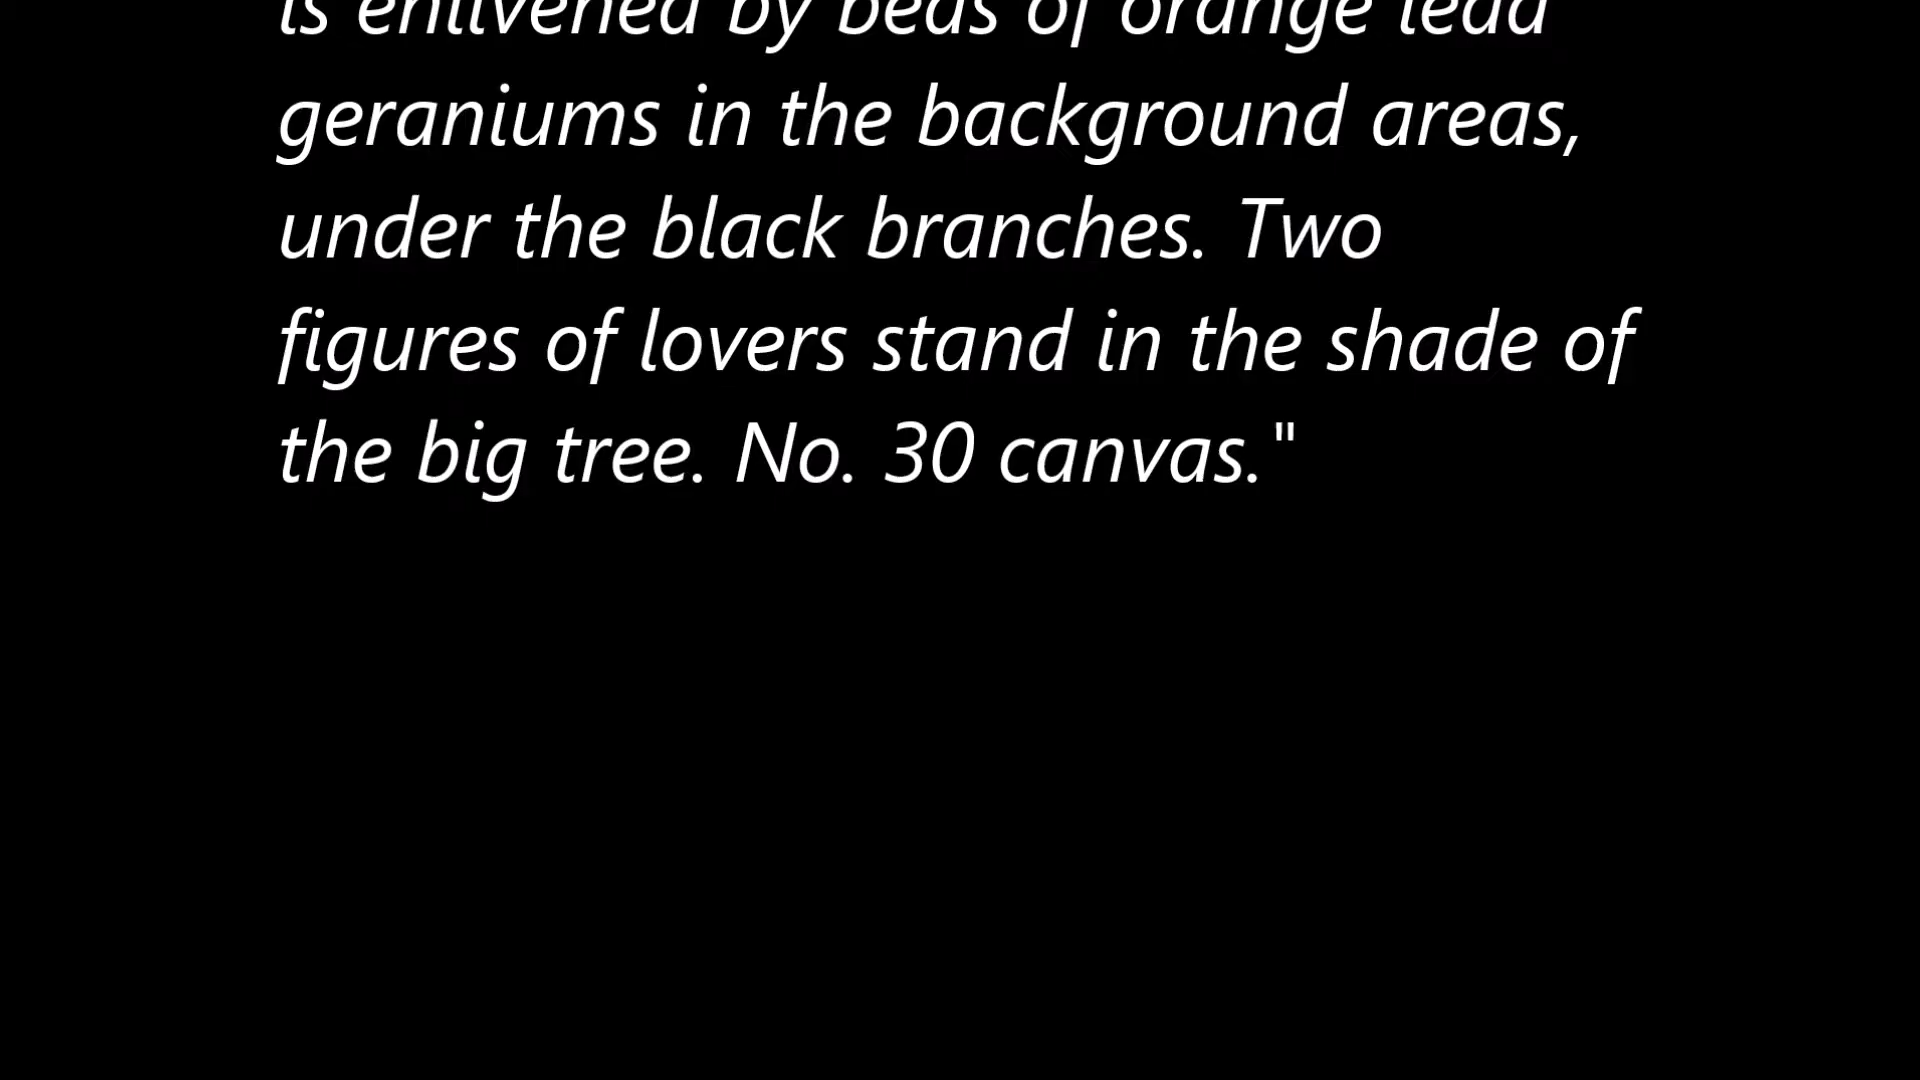 is enlivened by beds of orange lead
geraniums in the background areas,
under the black branches. Two
figures of lovers stand in the shade of
the big tree. No. 30 canvas."